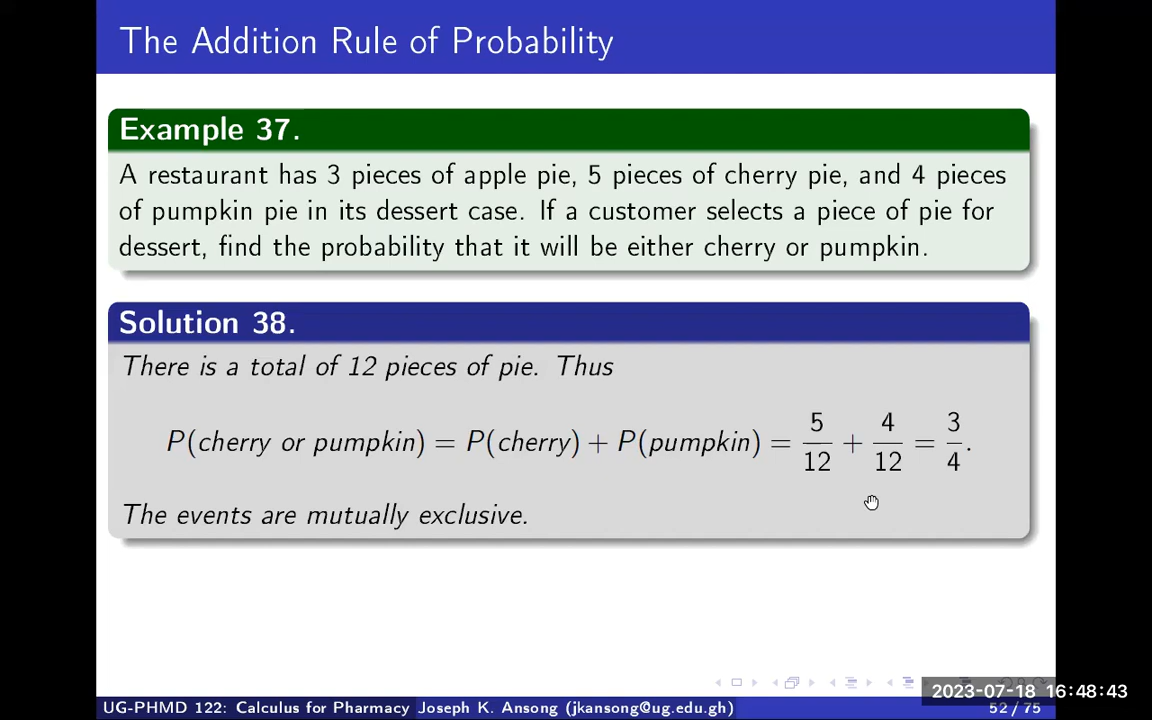 The Addition Rule of Probability
Example 37.
A restaurant has 3 pieces of apple pie, 5 pieces of cherry pie, and 4 pieces
of pumpkin pie in its dessert case. If a customer selects a piece of pie for
dessert, find the probability that it will be either cherry or pumpkin.
Solution 38.
There is a total of 12 pieces of pie. Thus
P(cherry or pumpkin) = P(cherry) + P(pumpkin) = 5/12 + 4/12 = 3/4.
The events are mutually exclusive.
2023-07-18 16:48:43
UG-PHMD 122: Calculus for Pharmacy Joseph K. Ansong (jkansong@ug.edu.gh) 52 / 75